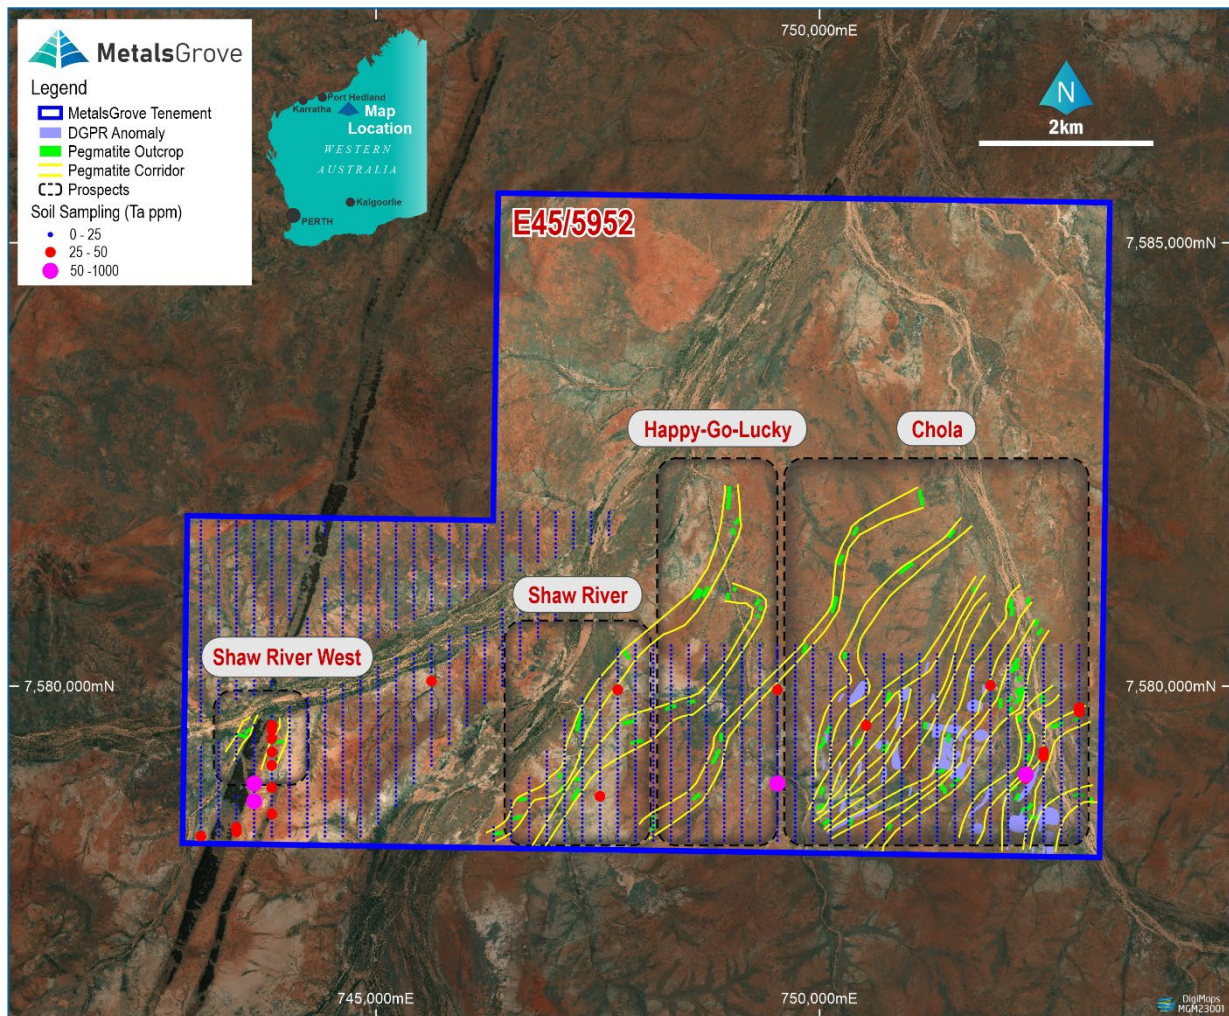 MetalsGrove
Legend
MetalsGrove Tenement
DGPR Anomaly
Pegmatite Outcrop
Pegmatite Corridor
Prospects
Soil Sampling (Ta ppm)
0 - 25
25 - 50
50 -1000
Port Hedland
Karratha
Map
Location
WESTERN
AUSTRALIA
Kalgoorlie
PERTH
750,000mE
N
2km
E45/5952
7,585,000mN
Happy-Go-Lucky
Chola
Shaw River
Shaw River West
7,580,000mN
7,580,000mN
745,000mE
750,000mE
DigiMaps
MGM23001